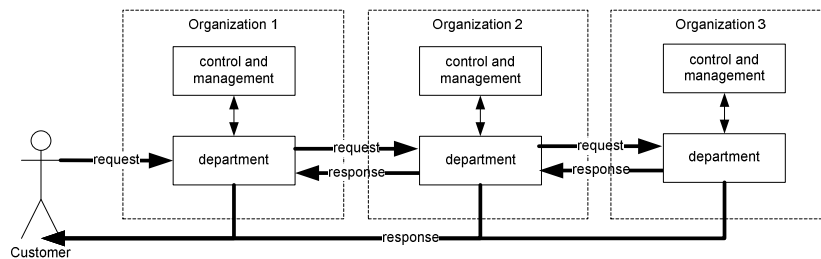 Organization 1
Organization 2
Organization 3
control and
management
control and
management
control and
management
request
department
request
response
department
request
response
department
response
Customer